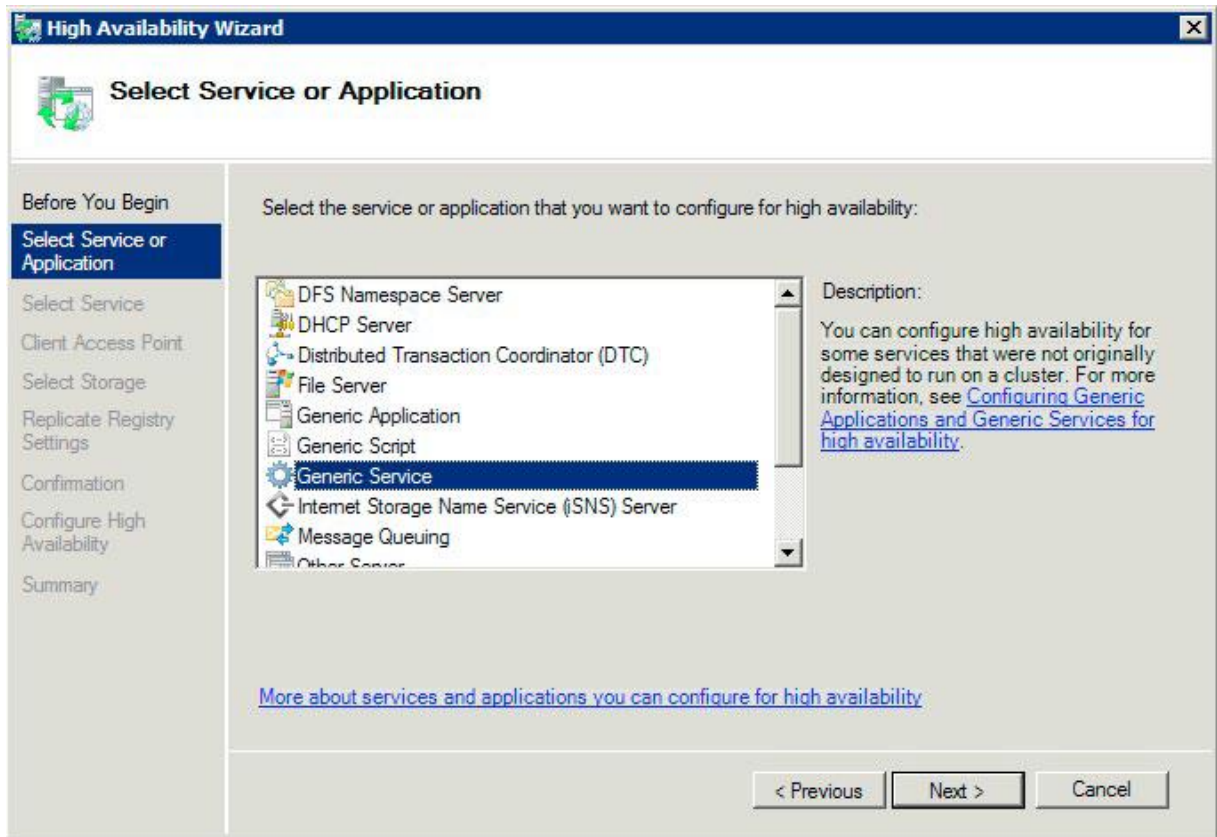 High Availability Wizard
Select Service or Application
Before You Begin
Select Service or
Application
Select Service
Client Access Point
Select Storage
Replicate Registry
Settings
Confirmation
Configure High
Availability
Summary
Select the service or application that you want to configure for high availability:
DFS Namespace Server
DHCP Server
Distributed Transaction Coordinator (DTC)
File Server
Generic Application
Generic Script
Generic Service
Internet Storage Name Service (iSNS) Server
Message Queuing
Other Server
Description:
You can configure high availability for
some services that were not originally
designed to run on a cluster. For more
information, see Configuring Generic
Applications and Generic Services for
high availability.
More about services and applications you can configure for high availability
< Previous
Next >
Cancel